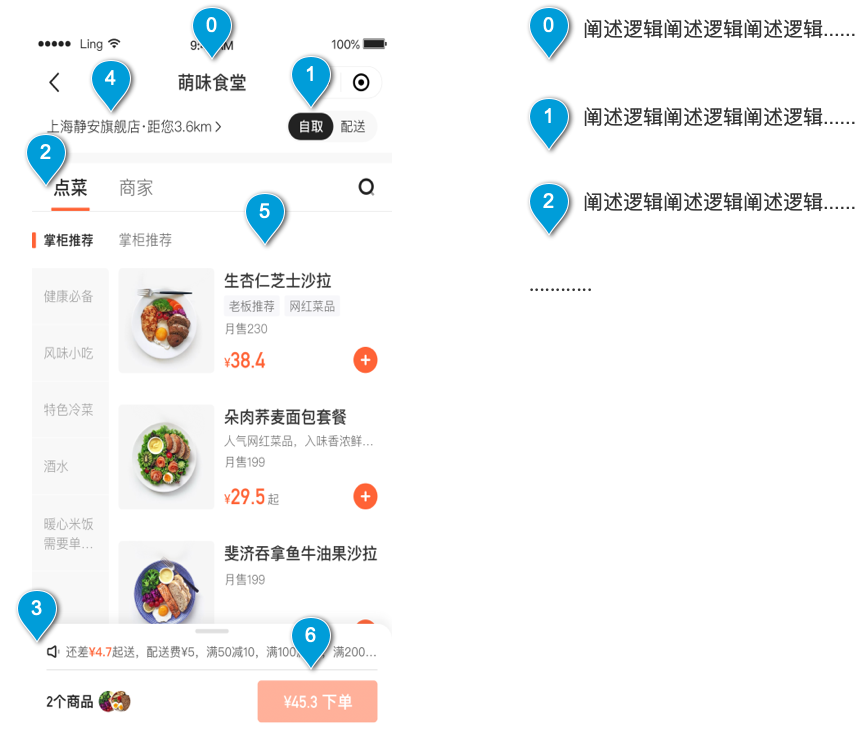 0
Ling
100%
4
萌味食堂
1
上海静安旗舰店·距您3.6km
自取
配送
2
点菜
商家
5
掌柜推荐
掌柜推荐
健康必备
风味小吃
特色冷菜
酒水
暖心米饭
需要单…
生杏仁芝士沙拉
老板推荐
网红菜品
月售230
¥38.4
朵肉荞麦面包套餐
人气网红菜品，入味香浓鲜…
月售199
¥29.5起
斐济吞拿鱼牛油果沙拉
月售199
3
6
还差¥4.7起送，配送费¥5，满50减10，满100 满200…
2个商品
¥45.3 下单
0 阐述逻辑阐述逻辑阐述逻辑......
1 阐述逻辑阐述逻辑阐述逻辑......
2 阐述逻辑阐述逻辑阐述逻辑......
............